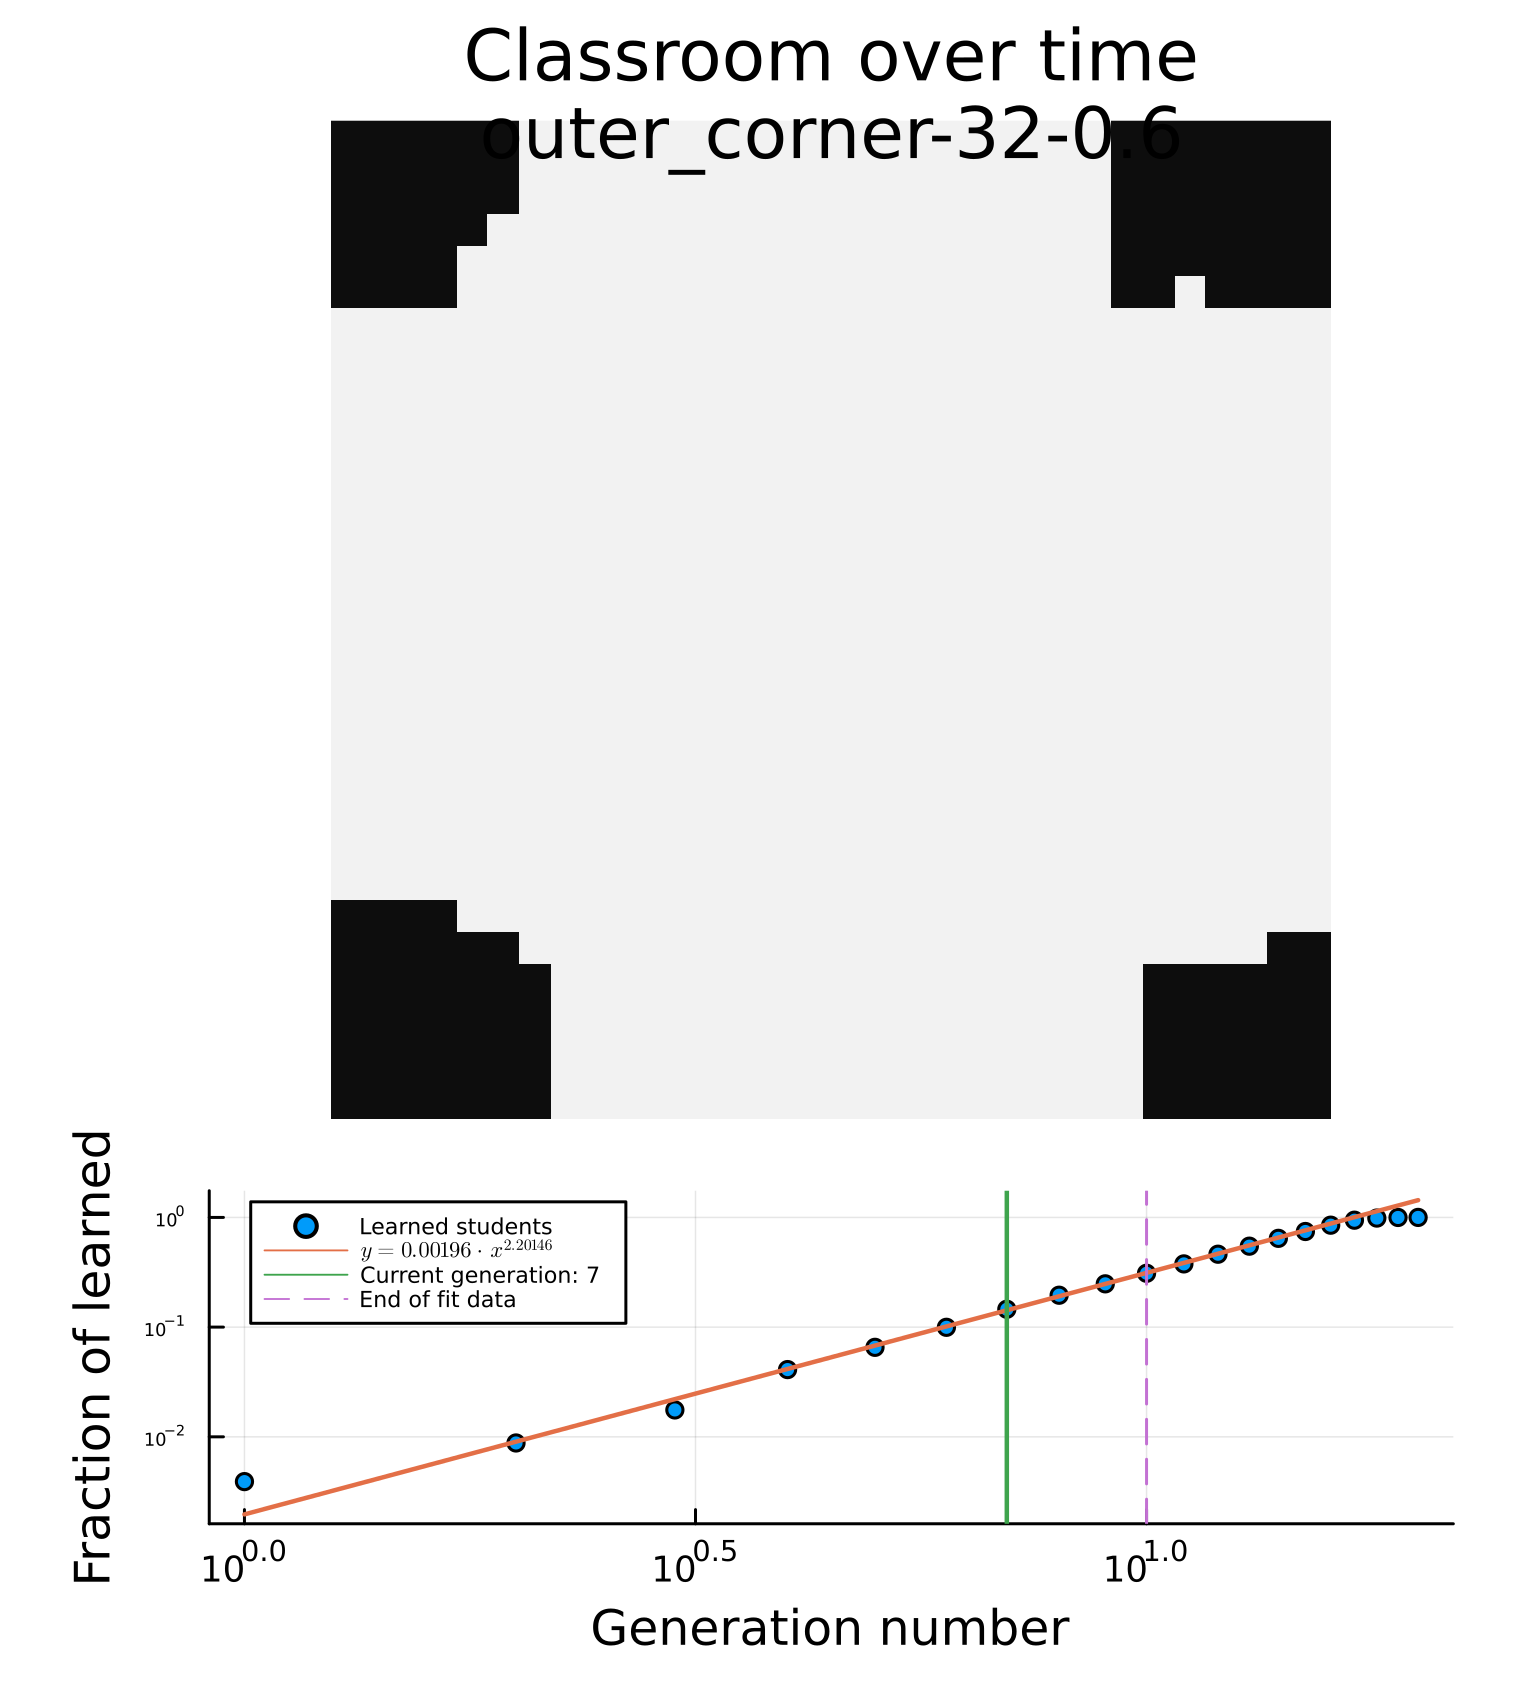 Classroom over time
outer_corner-32-0.6
Fraction of learned
10⁰
10⁻¹
10⁻²
Learned students
y = 0.00196 · x^2.20146
Current generation: 7
End of fit data
10^0.0
10^0.5
10^1.0
Generation number